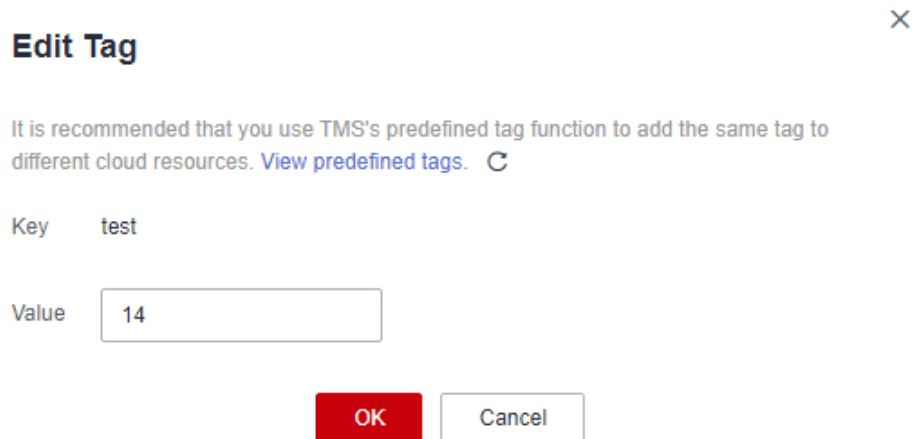 Edit Tag
It is recommended that you use TMS's predefined tag function to add the same tag to
different cloud resources. View predefined tags.
Key test
Value 14
OK Cancel